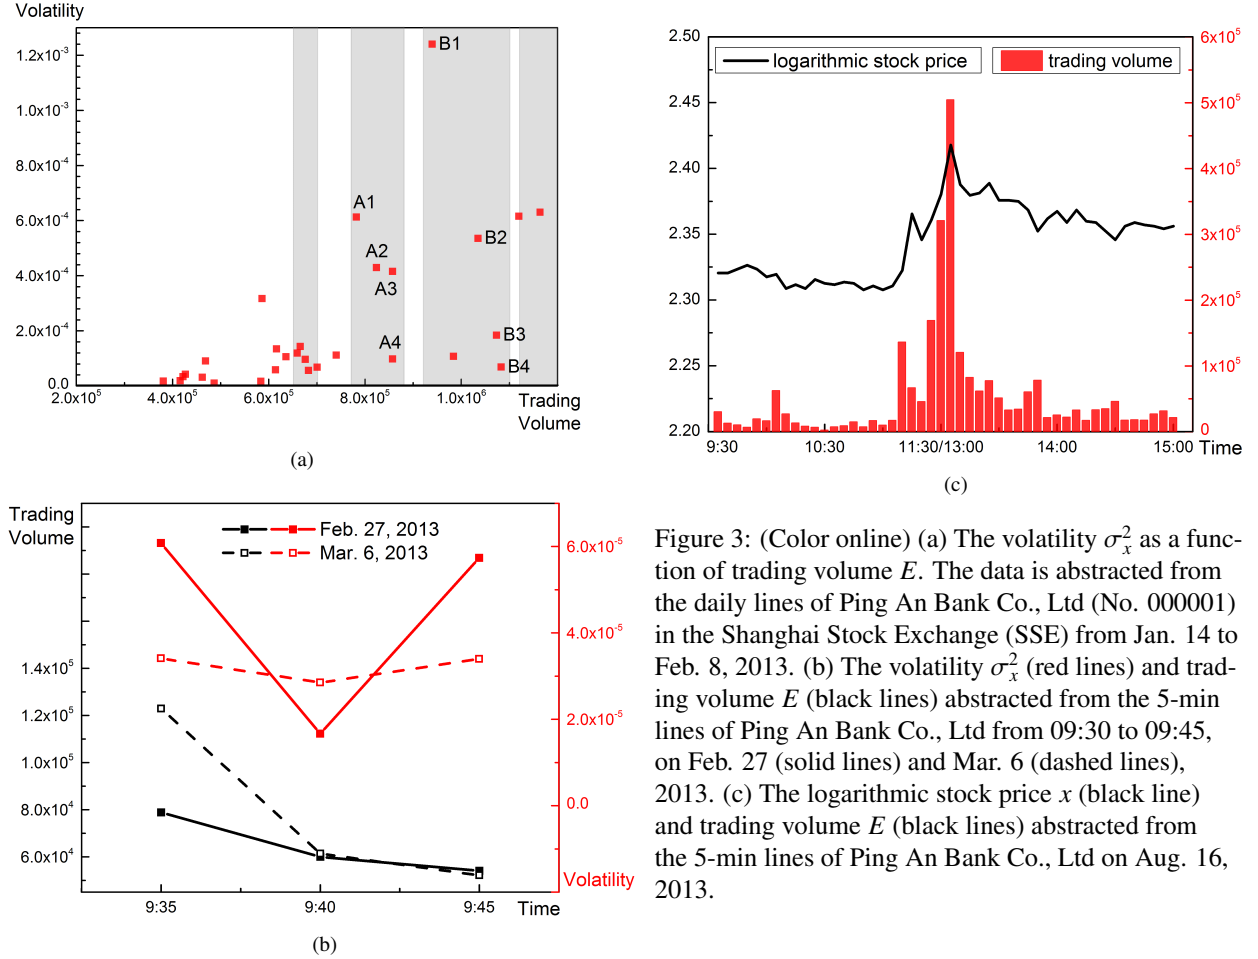 Volatility
1.2x10⁻³
1.0x10⁻³
8.0x10⁻⁴
6.0x10⁻⁴
4.0x10⁻⁴
2.0x10⁻⁴
0.0
B1
A1
A2
A3
A4
B2
B3
B4
2.0x10⁵ 4.0x10⁵ 6.0x10⁵ 8.0x10⁵ 1.0x10⁶ Trading
Volume
(a)
2.50
2.45
2.40
2.35
2.30
2.25
2.20
logarithmic stock price trading volume
6x10⁵
5x10⁵
4x10⁵
3x10⁵
2x10⁵
1x10⁵
0
9:30 10:30 11:30/13:00 14:00 15:00 Time
(c)
Trading
Volume
1.4x10⁵
1.2x10⁵
1.0x10⁵
8.0x10⁴
6.0x10⁴
Feb. 27, 2013
Mar. 6, 2013
6.0x10⁻⁵
4.0x10⁻⁵
2.0x10⁻⁵
0.0
Volatility
9:35 9:40 9:45 Time
(b)
Figure 3: (Color online) (a) The volatility σ²ₓ as a func-
tion of trading volume E. The data is abstracted from
the daily lines of Ping An Bank Co., Ltd (No. 000001)
in the Shanghai Stock Exchange (SSE) from Jan. 14 to
Feb. 8, 2013. (b) The volatility σ²ₓ (red lines) and trad-
ing volume E (black lines) abstracted from the 5-min
lines of Ping An Bank Co., Ltd from 09:30 to 09:45,
on Feb. 27 (solid lines) and Mar. 6 (dashed lines),
2013. (c) The logarithmic stock price x (black line)
and trading volume E (black lines) abstracted from
the 5-min lines of Ping An Bank Co., Ltd on Aug. 16,
2013.